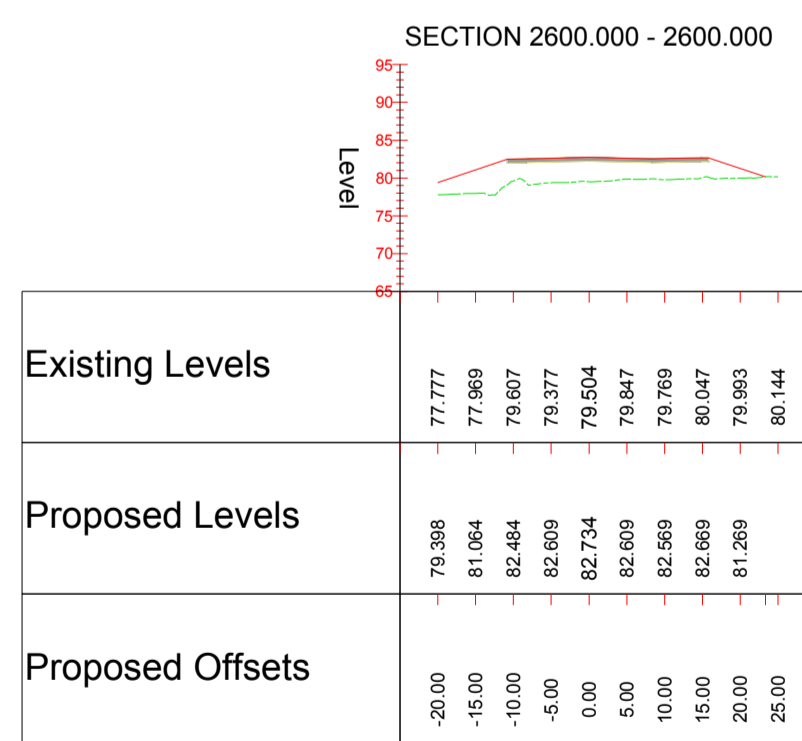 SECTION 2600.000 - 2600.000
Level
95
90
85
80
75
70
65
Existing Levels
77.777 77.969 79.607 79.377 79.504 79.847 79.769 80.047 79.993 80.144
Proposed Levels
79.398 81.064 82.484 82.609 82.734 82.609 82.569 82.669 81.269
Proposed Offsets
-20.00 -15.00 -10.00 -5.00 0.00 5.00 10.00 15.00 20.00 25.00